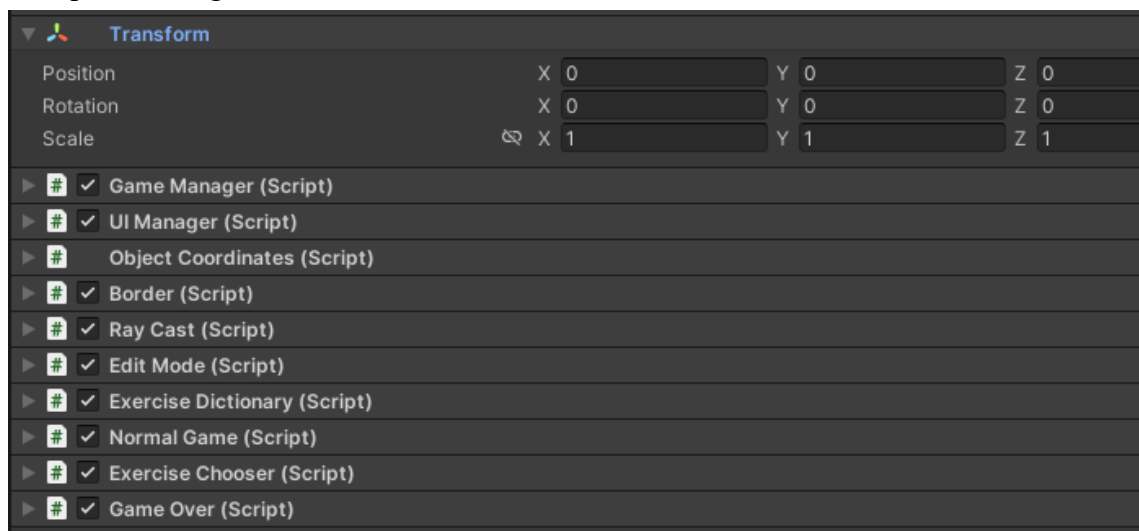 Transform
Position X 0 Y 0 Z 0
Rotation X 0 Y 0 Z 0
Scale X 1 Y 1 Z 1
# Game Manager (Script)
# UI Manager (Script)
# Object Coordinates (Script)
# Border (Script)
# Ray Cast (Script)
# Edit Mode (Script)
# Exercise Dictionary (Script)
# Normal Game (Script)
# Exercise Chooser (Script)
# Game Over (Script)